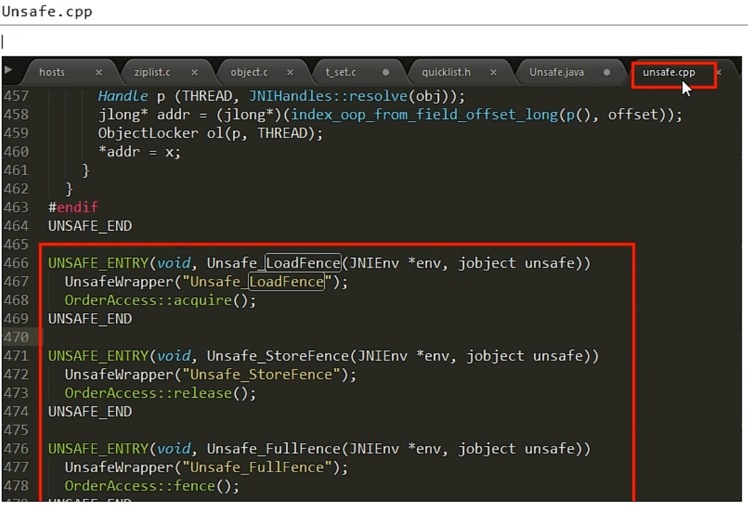 Unsafe.cpp
hosts × ziplist.c × object.c × t_set.c quicklist.h × Unsafe.java unsafe.cpp ×
457 Handle p (THREAD, JNIHandles::resolve(obj));
458 jlong* addr = (jlong*)(index_oop_from_field_offset_long(p(), offset));
459 ObjectLocker ol(p, THREAD);
460 *addr = x;
461 }
462 }
463 #endif
464 UNSAFE_END
465
466 UNSAFE_ENTRY(void, Unsafe_LoadFence(JNIEnv *env, jobject unsafe))
467 UnsafeWrapper("Unsafe_LoadFence");
468 OrderAccess::acquire();
469 UNSAFE_END
470
471 UNSAFE_ENTRY(void, Unsafe_StoreFence(JNIEnv *env, jobject unsafe))
472 UnsafeWrapper("Unsafe_StoreFence");
473 OrderAccess::release();
474 UNSAFE_END
475
476 UNSAFE_ENTRY(void, Unsafe_FullFence(JNIEnv *env, jobject unsafe))
477 UnsafeWrapper("Unsafe_FullFence");
478 OrderAccess::fence();
479 UNSAFE_END